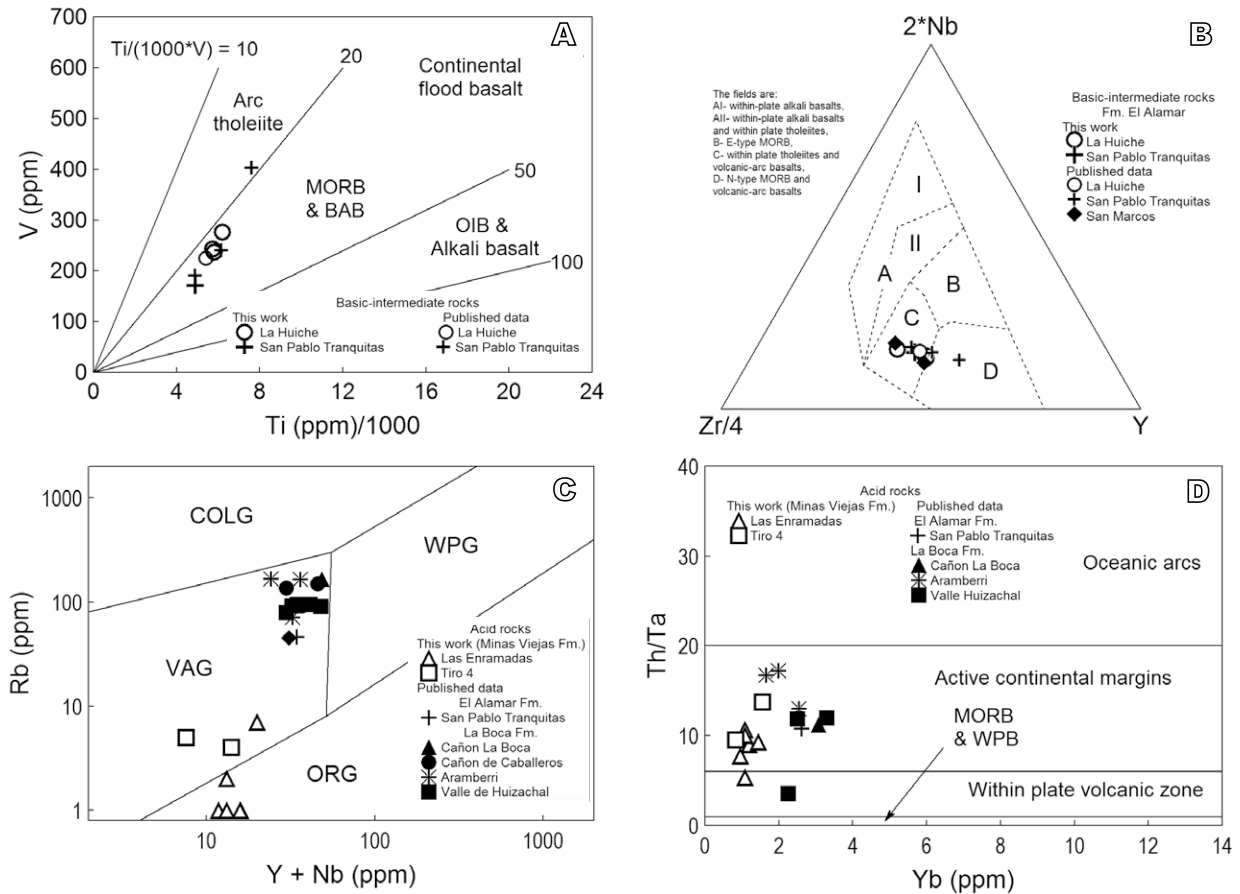 A
700
600
500
400
300
200
100
0
V (ppm)
0
4
8
12
16
20
24
Ti (ppm)/1000
Ti/(1000*V) = 10
20
50
100
Arc
tholeiite
Continental
flood basalt
MORB
& BAB
OIB &
Alkali basalt
Basic-intermediate rocks
This work
La Huiche
San Pablo Tranquitas
Published data
La Huiche
San Pablo Tranquitas
B
2*Nb
Zr/4
Y
The fields are:
AI- within-plate alkali basalts,
AII- within-plate alkali basalts
and within plate tholeiites,
B- E-type MORB,
C- within plate tholeiites and
volcanic-arc basalts,
D- N-type MORB and
volcanic-arc basalts
Basic-intermediate rocks
Fm. El Alamar
This work
La Huiche
San Pablo Tranquitas
Published data
La Huiche
San Pablo Tranquitas
San Marcos
I
II
A
B
C
D
C
1000
100
10
1
Rb (ppm)
10
100
1000
Y + Nb (ppm)
COLG
WPG
VAG
ORG
Acid rocks
This work (Minas Viejas Fm.)
Las Enramadas
Tiro 4
Published data
El Alamar Fm.
San Pablo Tranquitas
La Boca Fm.
Cañon La Boca
Cañon de Caballeros
Aramberri
Valle de Huizachal
D
40
30
20
10
0
Th/Ta
0
2
4
6
8
10
12
14
Yb (ppm)
Acid rocks
This work (Minas Viejas Fm.)
Las Enramadas
Tiro 4
Published data
El Alamar Fm.
San Pablo Tranquitas
La Boca Fm.
Cañon La Boca
Aramberri
Valle Huizachal
Oceanic arcs
Active continental margins
MORB
& WPB
Within plate volcanic zone